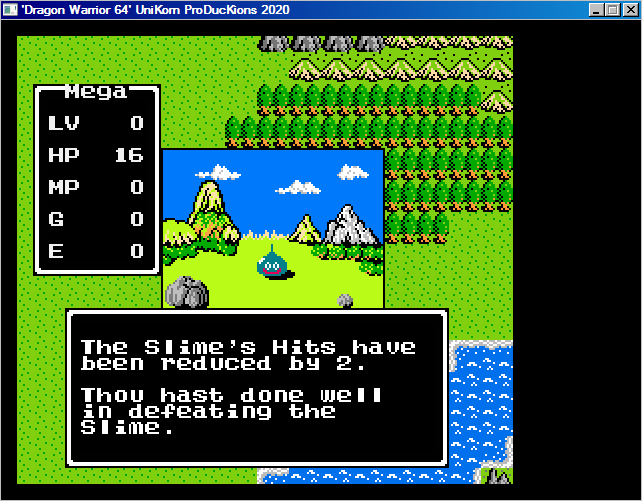 'Dragon Warrior 64' UniKorn ProDucKions 2020
Mega
LV 0
HP 16
MP 0
G 0
E 0
The Slime's Hits have
been reduced by 2.
Thou hast done well
in defeating the
Slime.